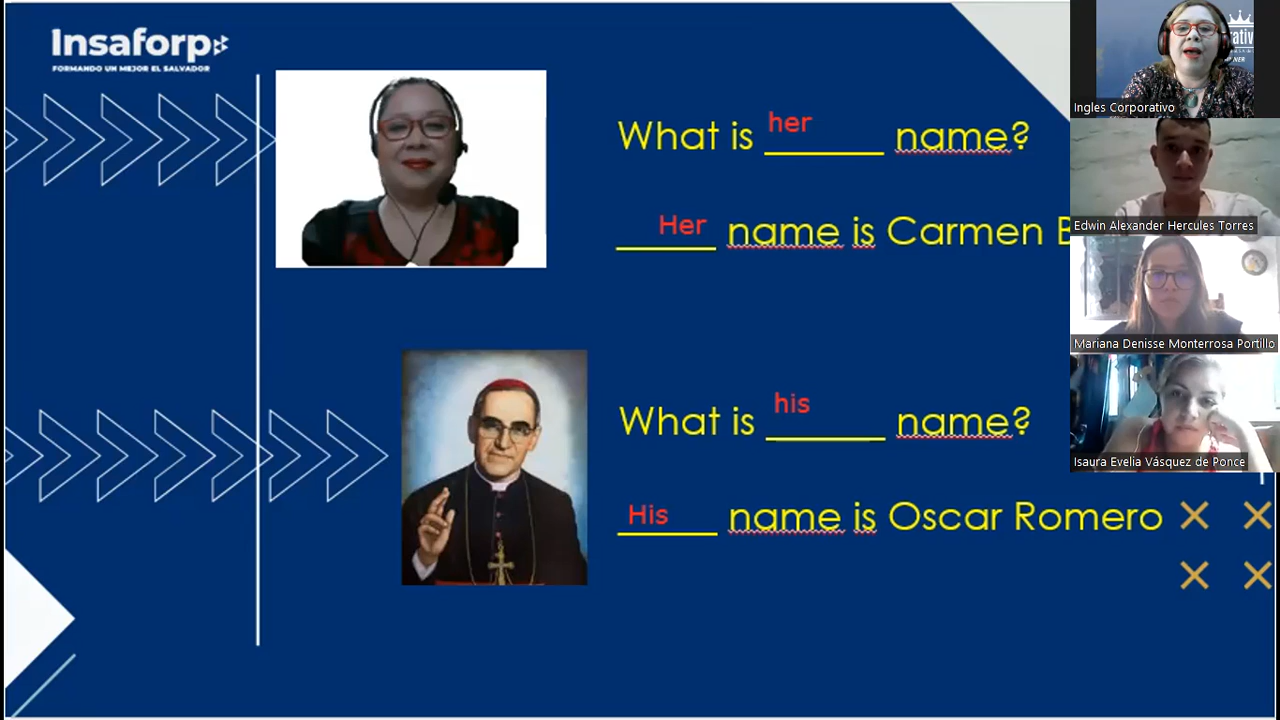 Insaforp
FORMANDO UN MEJOR EL SALVADOR
What is her name?
Her name is Carmen
What is his name?
His name is Oscar Romero
Ingles Corporativo
Edwin Alexander Hercules Torres
Mariana Denisse Monterrosa Portillo
Isaura Evelia Vásquez de Ponce